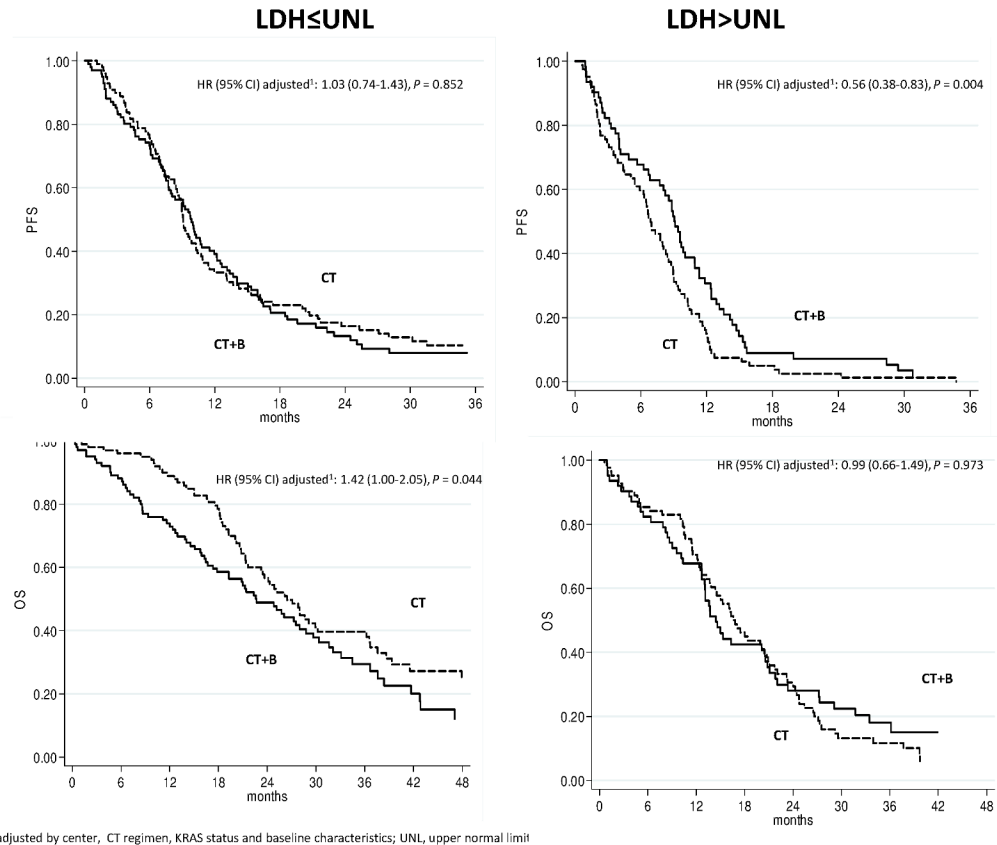 LDH≤UNL
LDH>UNL
1.00
HR (95% CI) adjusted¹: 1.03 (0.74-1.43), P = 0.852
0.80
0.60
PFS
0.40
CT
0.20
CT+B
0.00
0 6 12 18 24 30 36
months
1.00
HR (95% CI) adjusted¹: 0.56 (0.38-0.83), P = 0.004
0.80
0.60
PFS
0.40
CT+B
0.20
CT
0.00
0 6 12 18 24 30 36
months
1.00
HR (95% CI) adjusted¹: 1.42 (1.00-2.05), P = 0.044
0.80
0.60
OS
CT
0.40
CT+B
0.20
0.00
0 6 12 18 24 30 36 42 48
months
1.00
HR (95% CI) adjusted¹: 0.99 (0.66-1.49), P = 0.973
0.80
0.60
OS
0.40
CT+B
0.20
CT
0.00
0 6 12 18 24 30 36 42 48
months
adjusted by center, CT regimen, KRAS status and baseline characteristics; UNL, upper normal limit